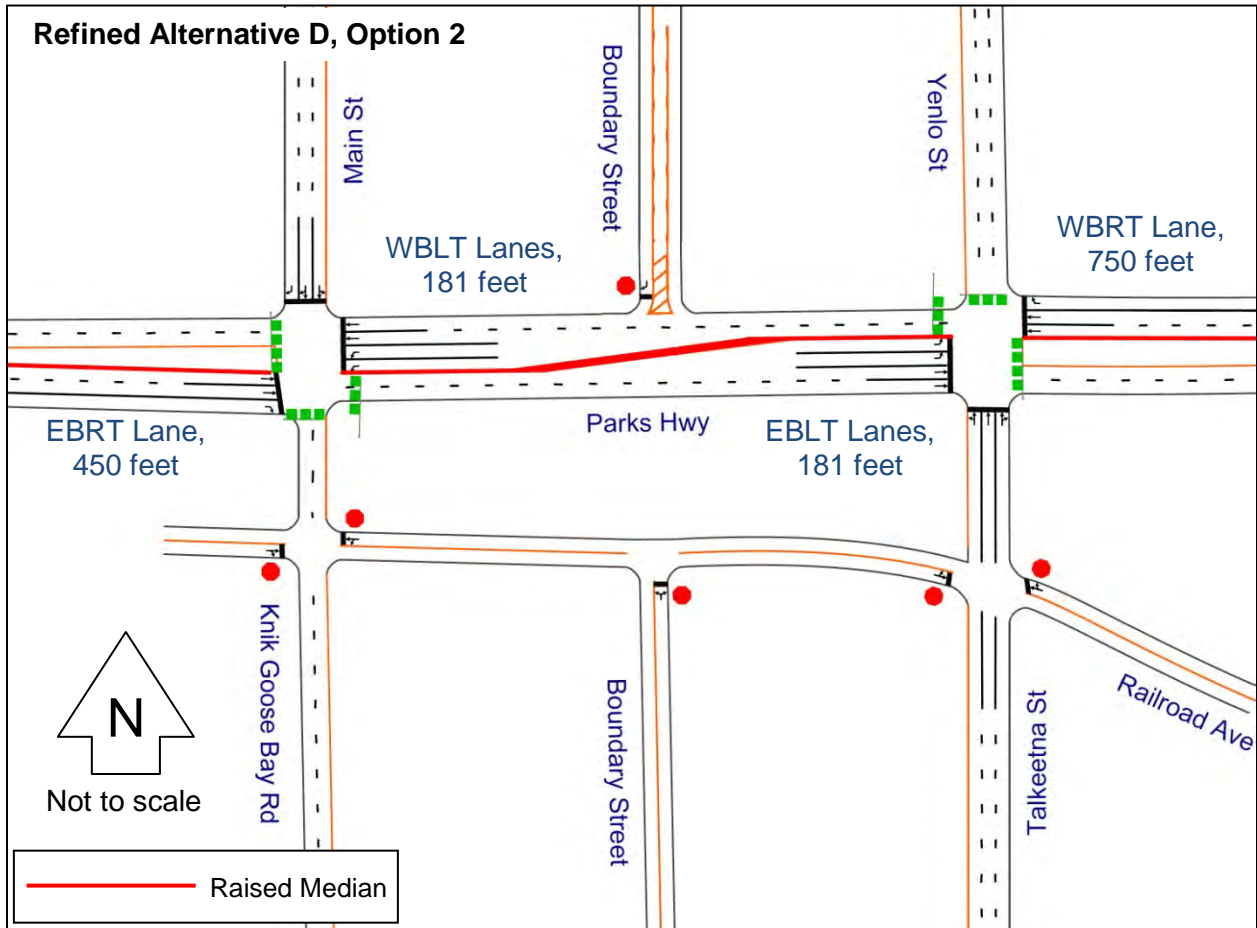 Refined Alternative D, Option 2
Main St
Boundary Street
Yenlo St
WBLT Lanes,
181 feet
WBRT Lane,
750 feet
EBRT Lane,
450 feet
Parks Hwy
EBLT Lanes,
181 feet
Knik Goose Bay Rd
Boundary Street
Talkeetna St
Railroad Ave
N
Not to scale
Raised Median